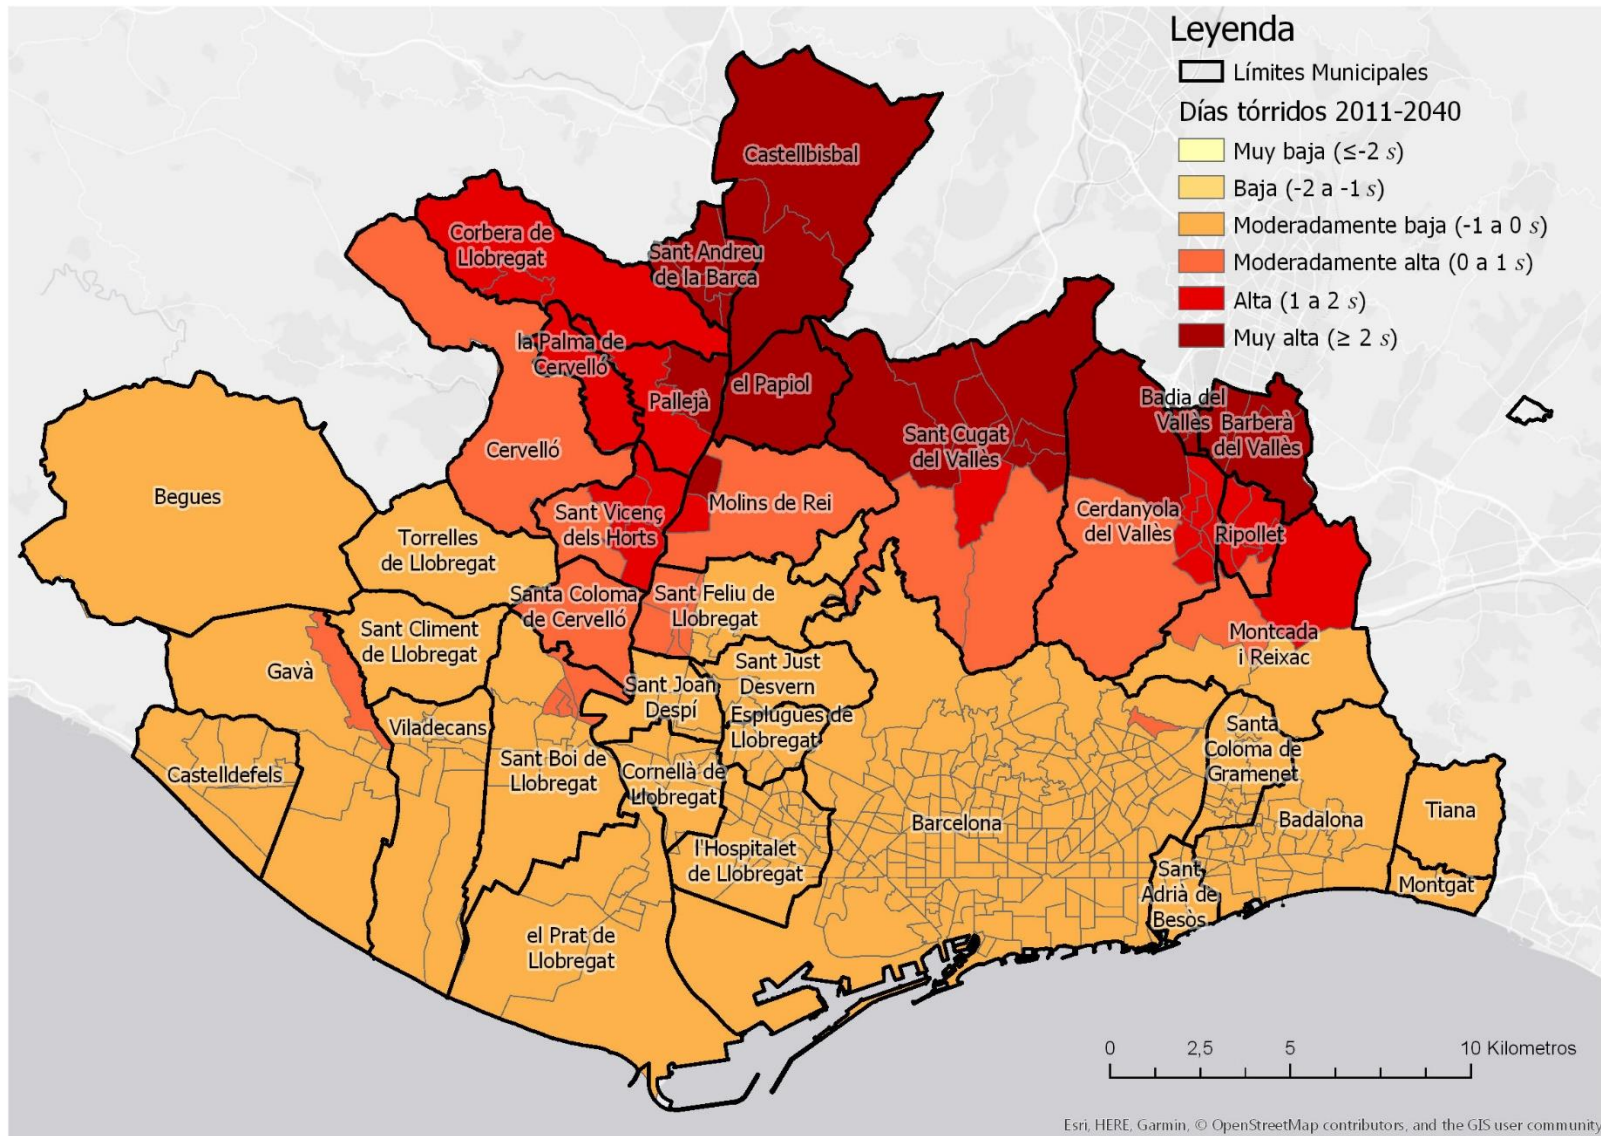 Leyenda
Límites Municipales
Días tórridos 2011-2040
Muy baja (≤-2 s)
Baja (-2 a -1 s)
Moderadamente baja (-1 a 0 s)
Moderadamente alta (0 a 1 s)
Alta (1 a 2 s)
Muy alta (≥ 2 s)
Castellbisbal
Corbera de
Llobregat
Sant Andreu
de la Barca
la Palma de
Cervelló
Pallejà
el Papiol
Badia del
Vallès
Barberà
del Vallès
Sant Cugat
del Vallès
Cervelló
Begues
Molins de Rei
Cerdanyola
del Vallès
Ripollet
Sant Vicenç
dels Horts
Torrelles
de Llobregat
Santa Coloma
de Cervelló
Sant Feliu de
Llobregat
Sant Climent
de Llobregat
Montcada
i Reixac
Gavà
Sant Just
Desvern
Sant Joan
Despí
Esplugues de
Llobregat
Viladecans
Santa
Coloma de
Gramenet
Castelldefels
Sant Boi de
Llobregat
Cornellà de
Llobregat
Barcelona
Badalona
Tiana
l'Hospitalet
de Llobregat
Sant
Adrià de
Besòs
Montgat
el Prat de
Llobregat
0 2,5 5 10 Kilometros
Esri, HERE, Garmin, © OpenStreetMap contributors, and the GIS user community